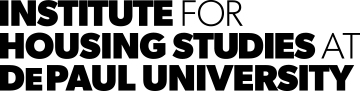 INSTITUTE FOR
HOUSING STUDIES AT
DEPAUL UNIVERSITY